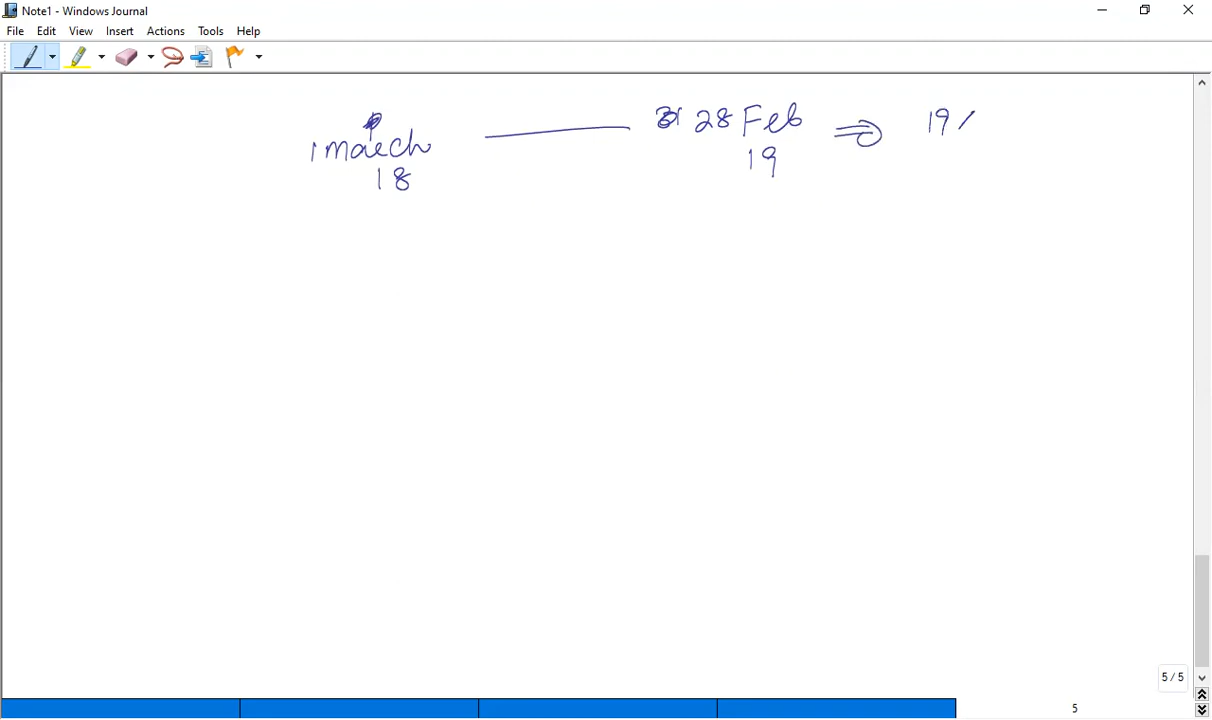 Note1 - Windows Journal
File Edit View Insert Actions Tools Help
1 March 18 — 28 Feb 19 ⇒ 19/
5 / 5
5